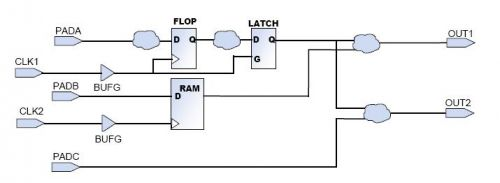 FLOP
LATCH
PADA
D Q
D Q
OUT1
CLK1
G
BUFG
PADB
D
RAM
CLK2
OUT2
BUFG
PADC